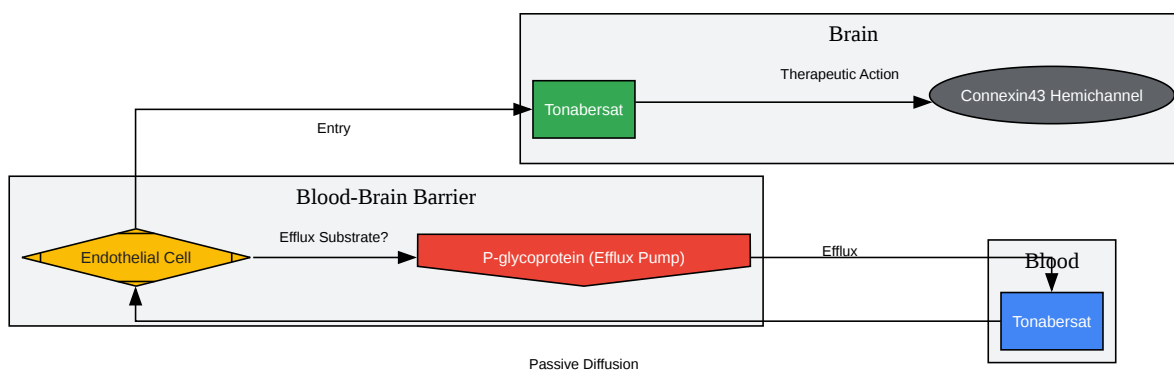 Brain
Therapeutic Action
Tonabersat
Connexin43 Hemichannel
Entry
Blood-Brain Barrier
Efflux Substrate?
Endothelial Cell
P-glycoprotein (Efflux Pump)
Efflux
Blood
Tonabersat
Passive Diffusion